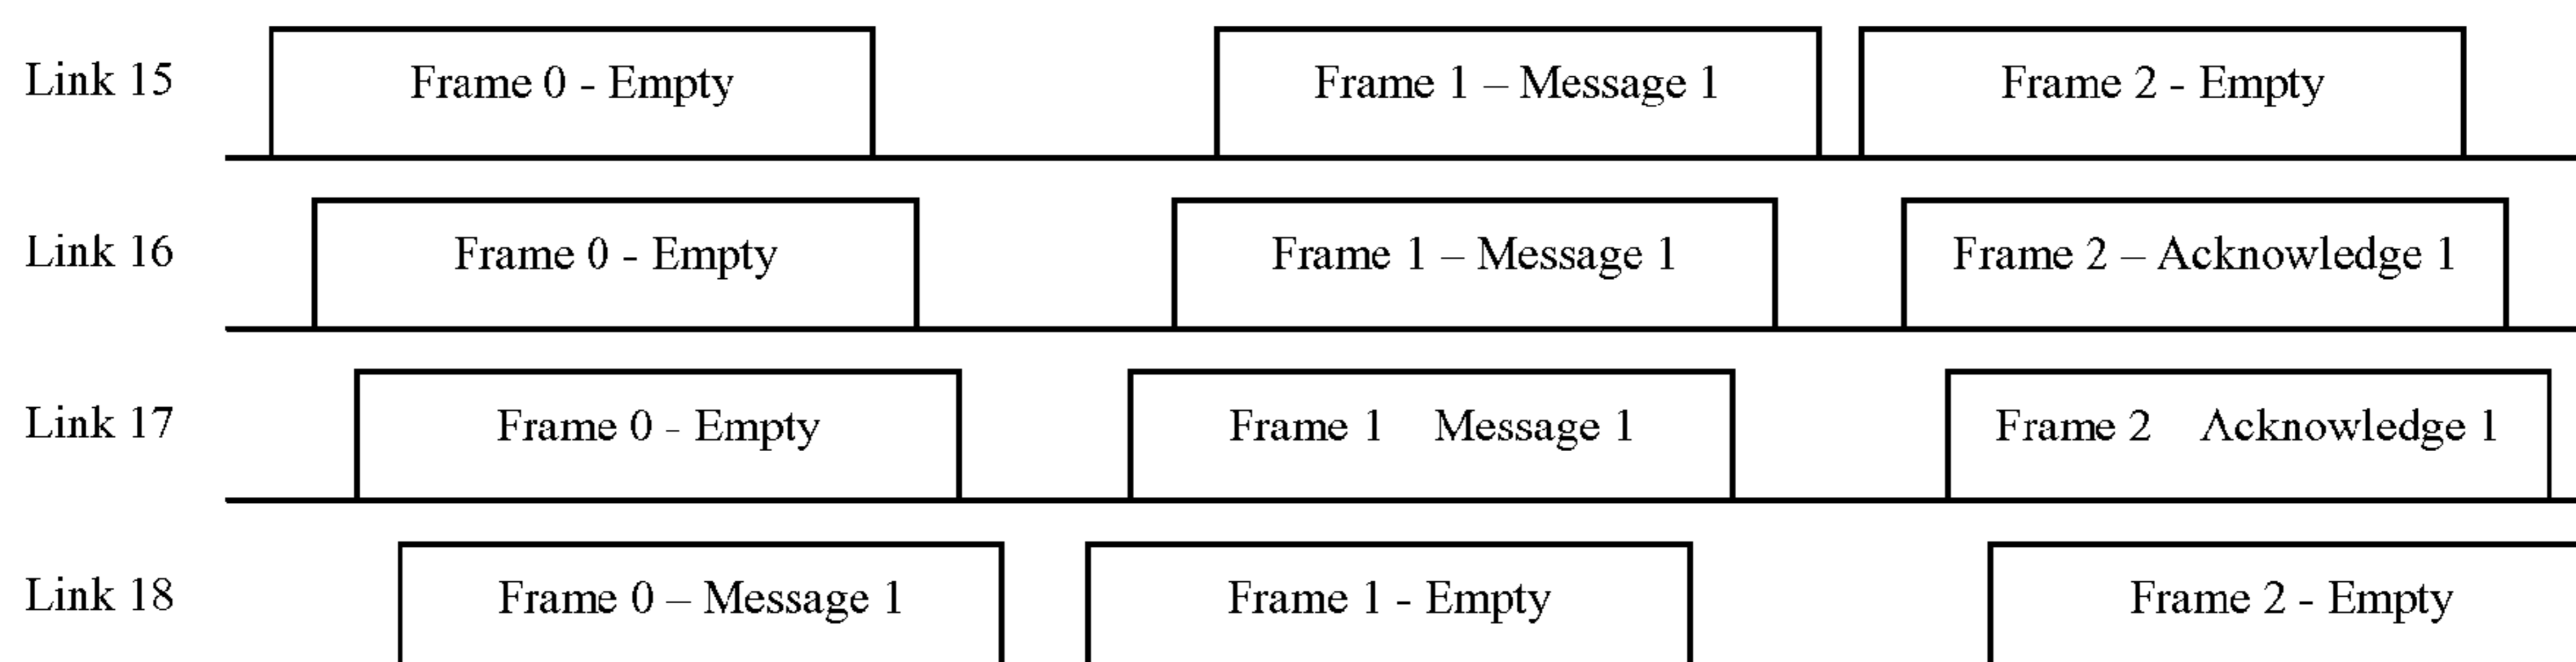 Link 15 Frame 0 - Empty Frame 1 – Message 1 Frame 2 - Empty
Link 16 Frame 0 - Empty Frame 1 – Message 1 Frame 2 – Acknowledge 1
Link 17 Frame 0 - Empty Frame 1 Message 1 Frame 2 Acknowledge 1
Link 18 Frame 0 – Message 1 Frame 1 - Empty Frame 2 - Empty